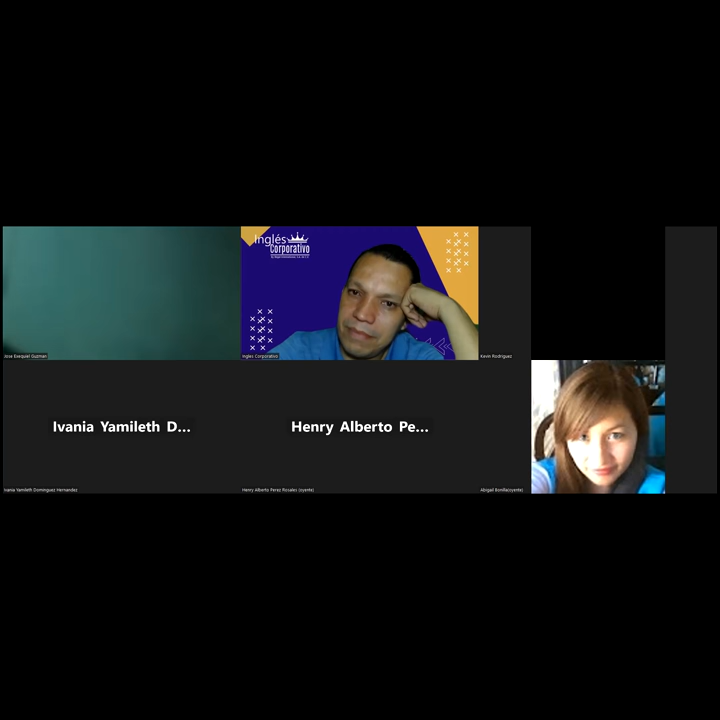 Inglés
Corporativo
Jose Exequiel Guzman
Inglés Corporativo
Kevin Rodriguez
Ivania Yamileth D...
Henry Alberto Pe...
Ivania Yamileth Dominguez Hernandez
Henry Alberto Perez Rosales (oyente)
Abigail Bonilla(oyente)